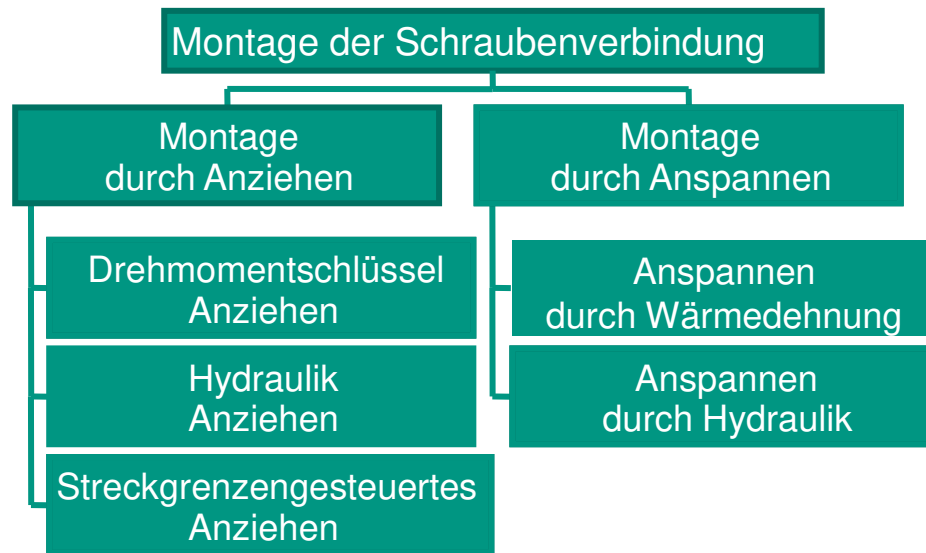 Montage der Schraubenverbindung
Montage
durch Anziehen
Drehmomentschlüssel
Anziehen
Hydraulik
Anziehen
Streckgrenzengesteuertes
Anziehen
Montage
durch Anspannen
Anspannen
durch Wärmedehnung
Anspannen
durch Hydraulik